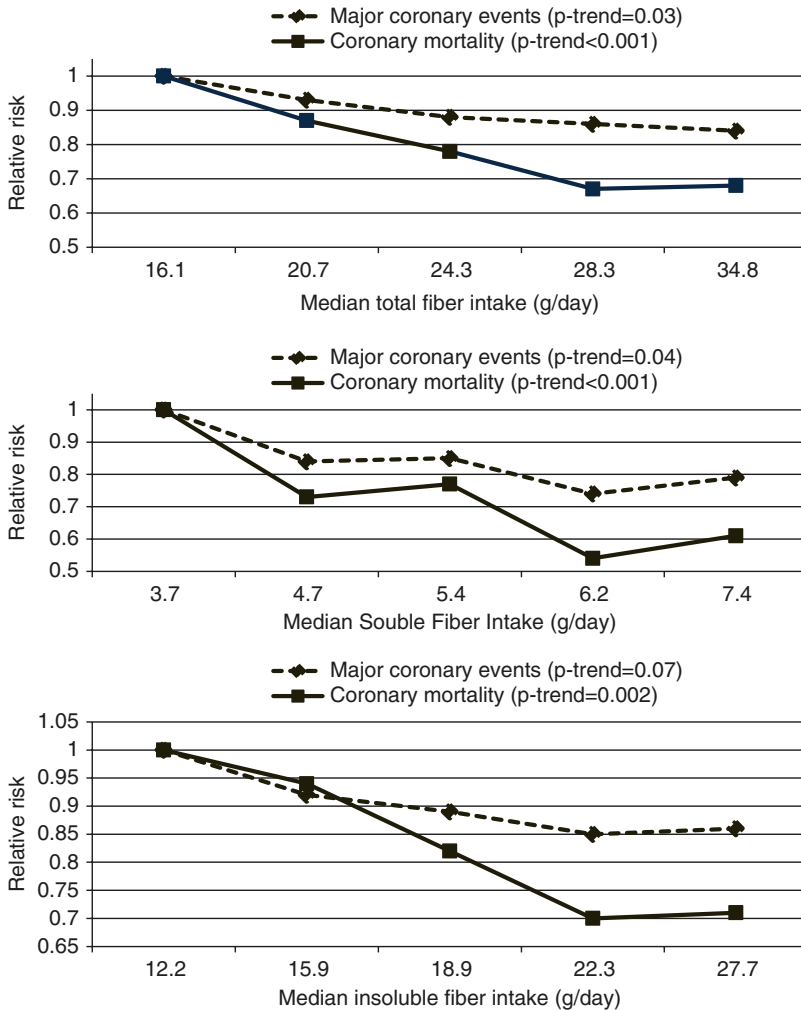 Major coronary events (p-trend=0.03)
Coronary mortality (p-trend<0.001)
Relative risk
1
0.9
0.8
0.7
0.6
0.5
16.1 20.7 24.3 28.3 34.8
Median total fiber intake (g/day)
Major coronary events (p-trend=0.04)
Coronary mortality (p-trend<0.001)
Relative risk
1
0.9
0.8
0.7
0.6
0.5
3.7 4.7 5.4 6.2 7.4
Median Souble Fiber Intake (g/day)
Major coronary events (p-trend=0.07)
Coronary mortality (p-trend=0.002)
Relative risk
1.05
1
0.95
0.9
0.85
0.8
0.75
0.7
0.65
12.2 15.9 18.9 22.3 27.7
Median insoluble fiber intake (g/day)